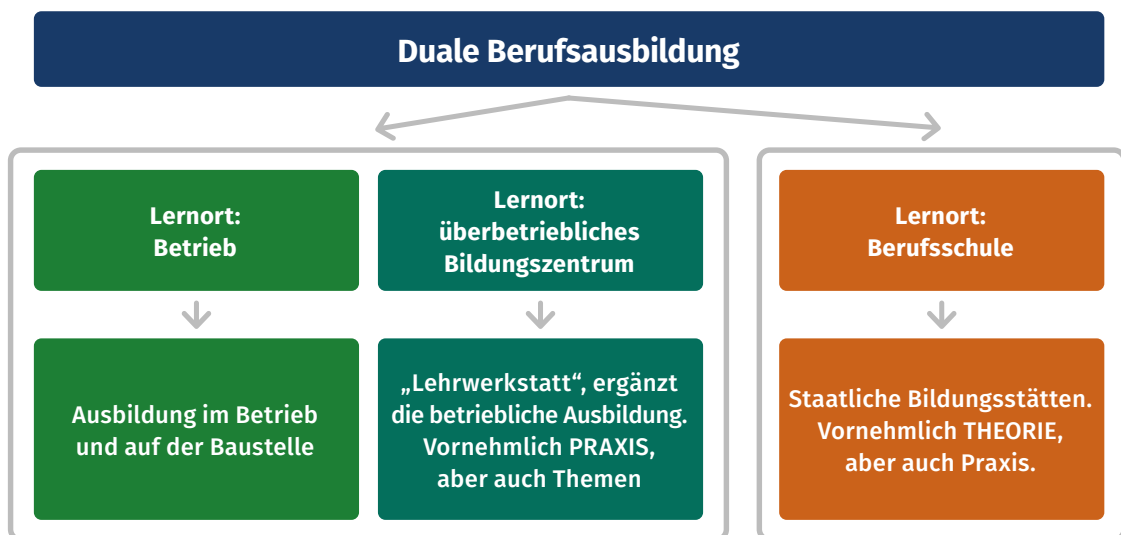 Duale Berufsausbildung
Lernort:
Betrieb
Lernort:
überbetriebliches
Bildungszentrum
Lernort:
Berufsschule
Ausbildung im Betrieb
und auf der Baustelle
„Lehrwerkstatt“, ergänzt
die betriebliche Ausbildung.
Vornehmlich PRAXIS,
aber auch Themen
Staatliche Bildungsstätten.
Vornehmlich THEORIE,
aber auch Praxis.